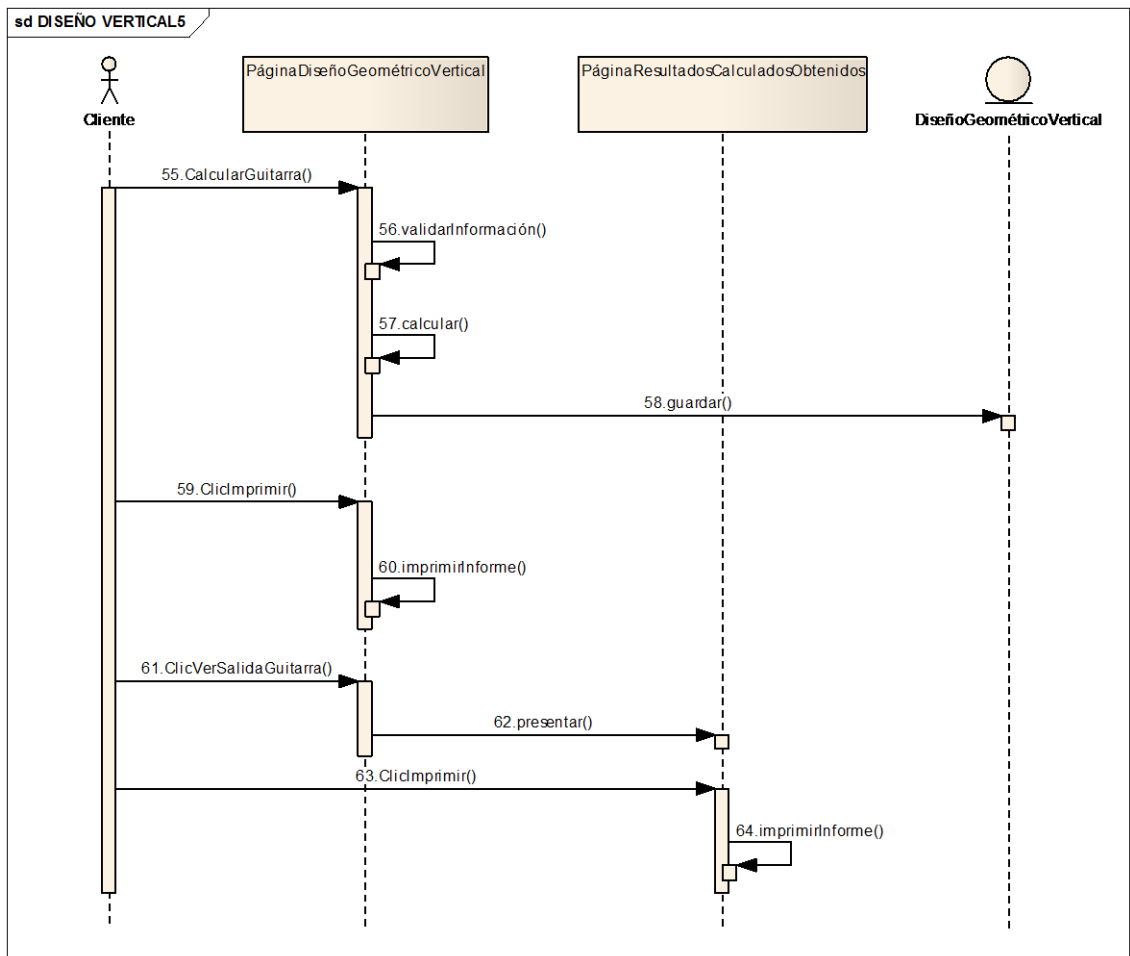 sd DISEÑO VERTICAL5
Cliente
PáginaDiseñoGeométricoVertical
PáginaResultadosCalculadosObtenidos
DiseñoGeométricoVertical
55.CalcularGuitarra()
56.validarInformación()
57.calcular()
58.guardar()
59.ClicImprimir()
60.imprimirInforme()
61.ClicVerSalidaGuitarra()
62.presentar()
63.ClicImprimir()
64.imprimirInforme()